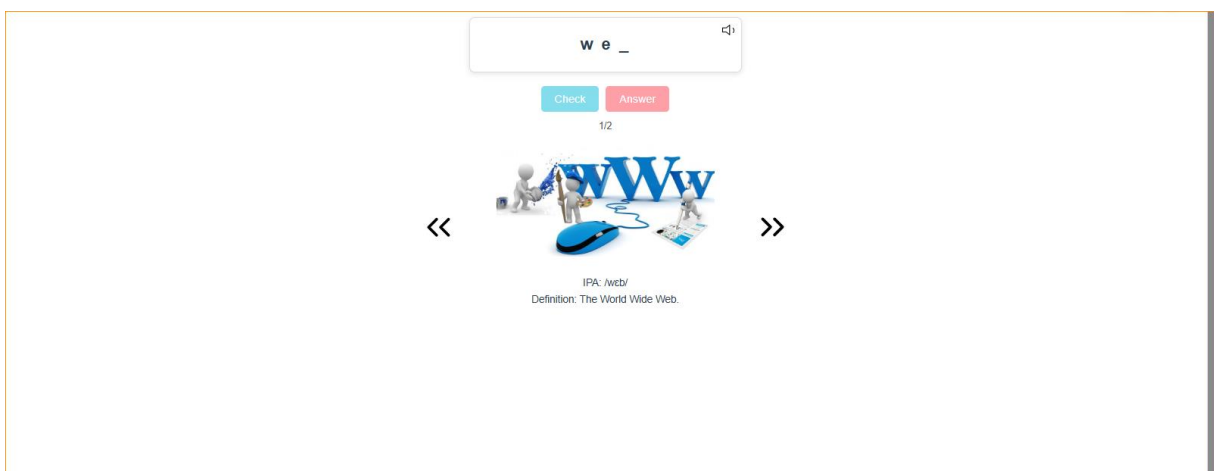 w e _
Check Answer
1/2
wWw
IPA: /wɛb/
Definition: The World Wide Web.